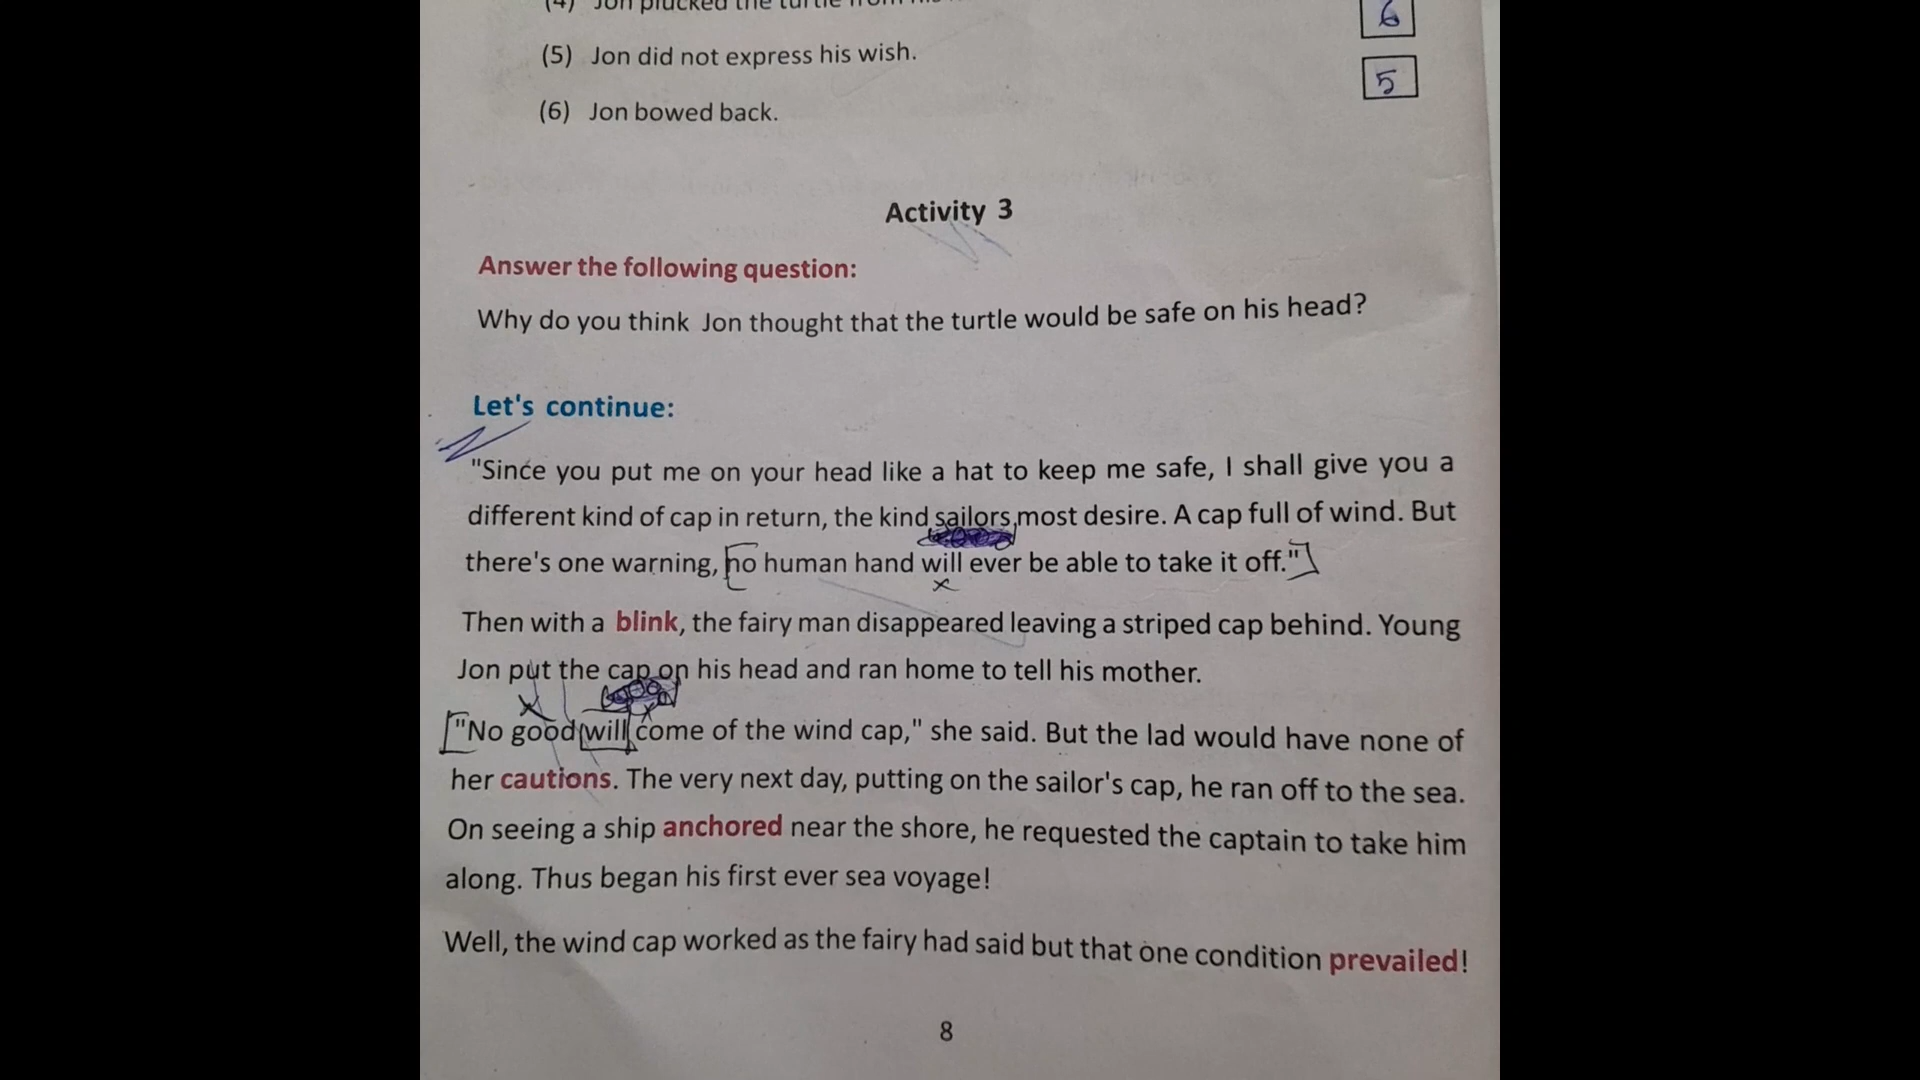 (4) Jon plucked the turtle from his
6
(5) Jon did not express his wish.
5
(6) Jon bowed back.
Activity 3
Answer the following question:
Why do you think Jon thought that the turtle would be safe on his head?
Let's continue:
"Since you put me on your head like a hat to keep me safe, I shall give you a
different kind of cap in return, the kind sailors most desire. A cap full of wind. But
there's one warning, no human hand will ever be able to take it off."
Then with a blink, the fairy man disappeared leaving a striped cap behind. Young
Jon put the cap on his head and ran home to tell his mother.
"No good will come of the wind cap," she said. But the lad would have none of
her cautions. The very next day, putting on the sailor's cap, he ran off to the sea.
On seeing a ship anchored near the shore, he requested the captain to take him
along. Thus began his first ever sea voyage!
Well, the wind cap worked as the fairy had said but that one condition prevailed!
8